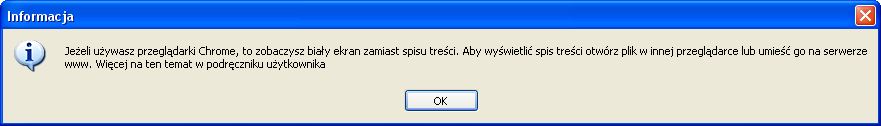 Informacja
Jeżeli używasz przeglądarki Chrome, to zobaczysz biały ekran zamiast spisu treści. Aby wyświetlić spis treści otwórz plik w innej przeglądarce lub umieść go na serwerze
www. Więcej na ten temat w podręczniku użytkownika
OK